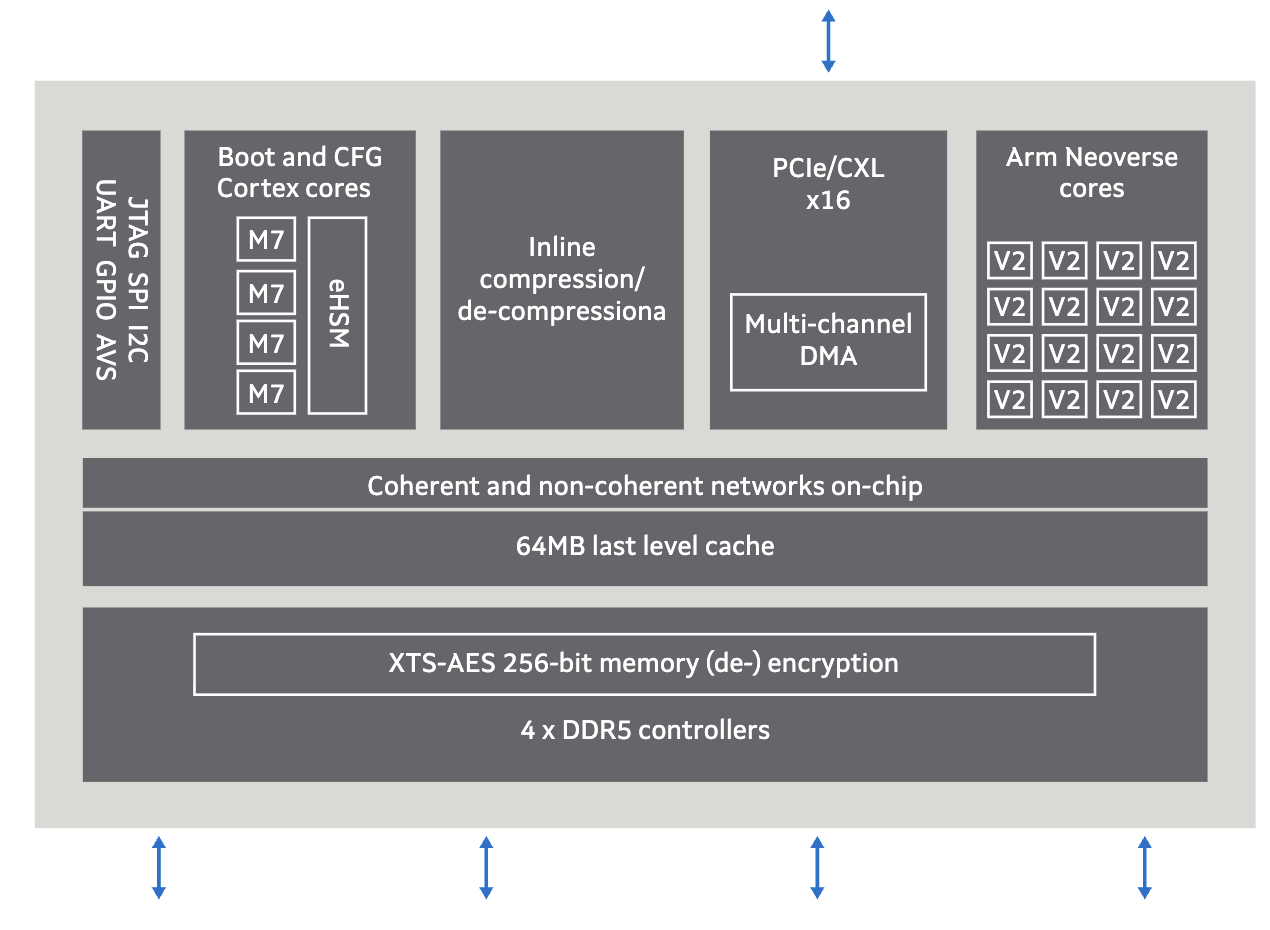 JTAG SPI I2C
UART GPIO AVS
Boot and CFG
Cortex cores
M7
M7
M7
M7
eHSM
Inline
compression/
de-compressiona
PCIe/CXL
x16
Multi-channel
DMA
Arm Neoverse
cores
V2 V2 V2 V2
V2 V2 V2 V2
V2 V2 V2 V2
V2 V2 V2 V2
Coherent and non-coherent networks on-chip
64MB last level cache
XTS-AES 256-bit memory (de-) encryption
4 x DDR5 controllers